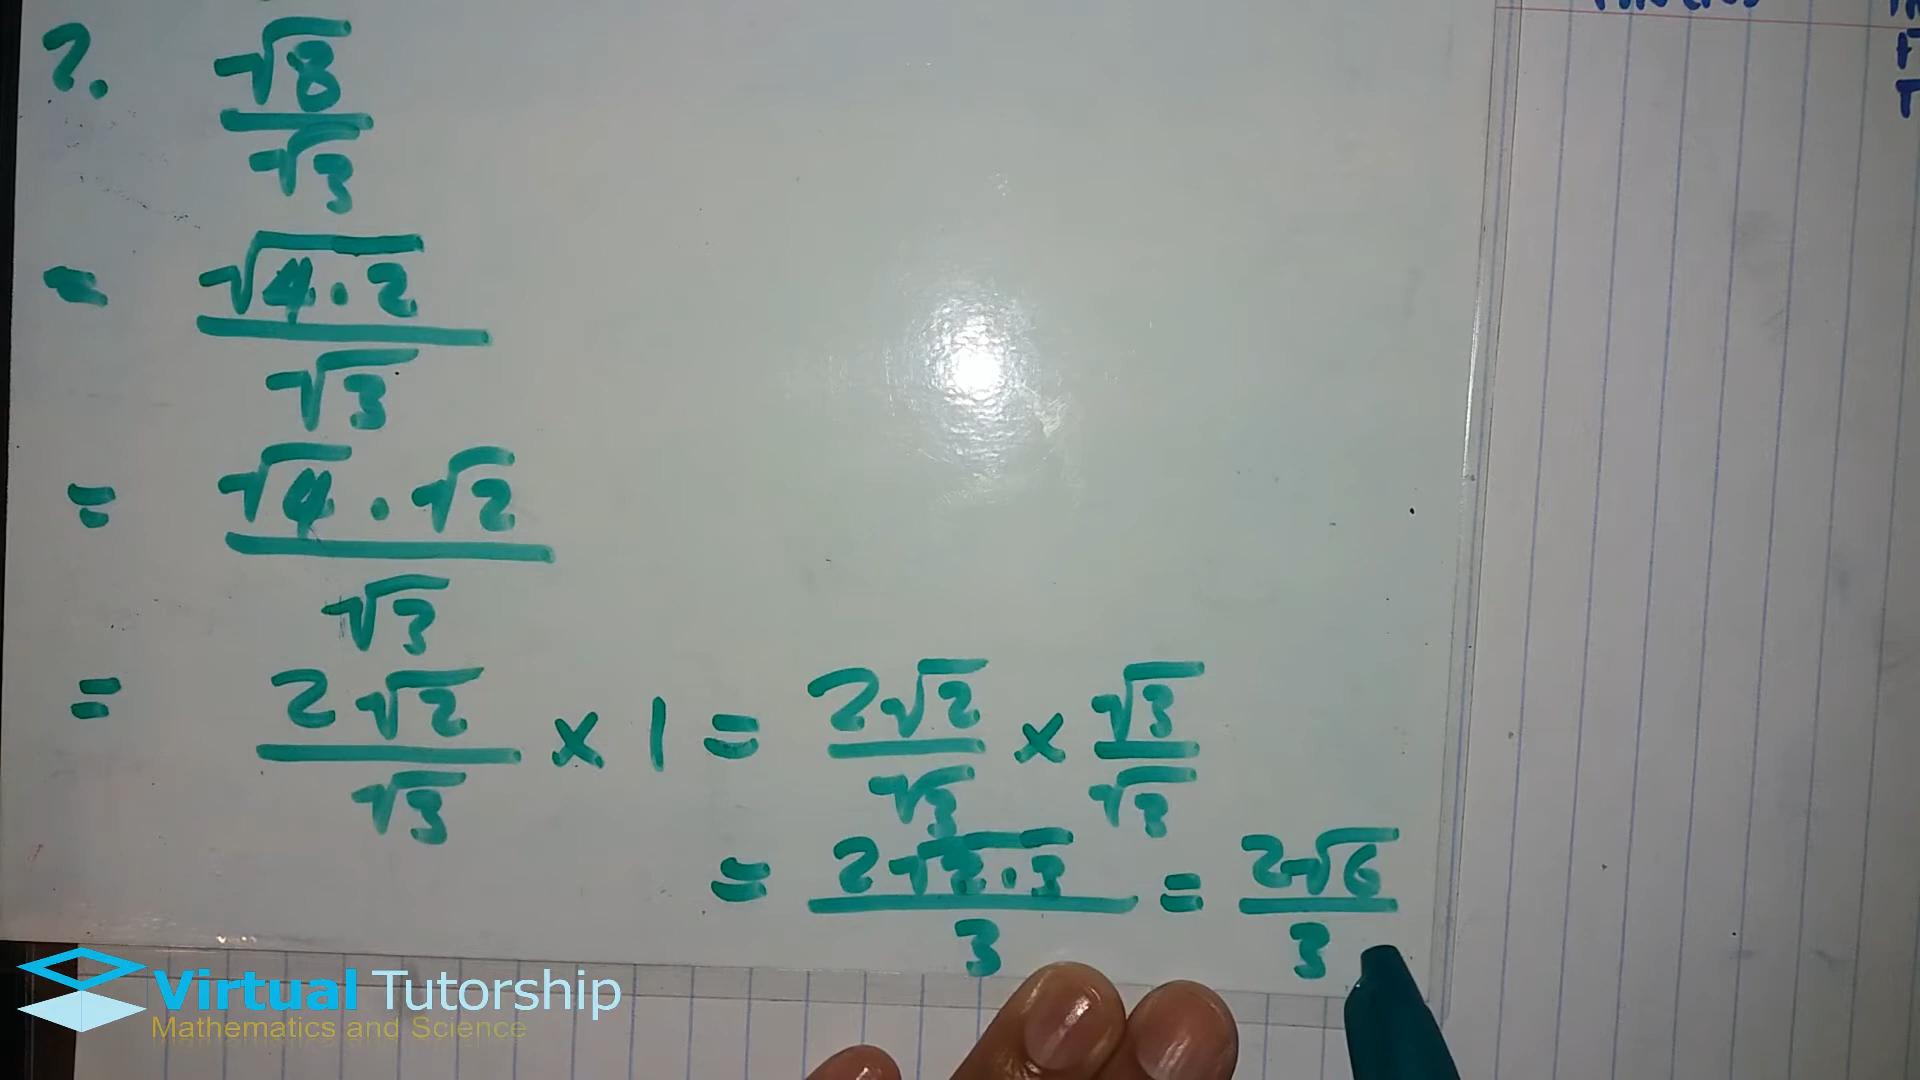 2. √8
√3
= √4·2
√3
= √4 · √2
√3
= 2√2 / √3 × 1 = 2√2 / √3 × √3 / √3
= 2√2·3 / 3 = 2√6 / 3
Virtual Tutorship
Mathematics and Science